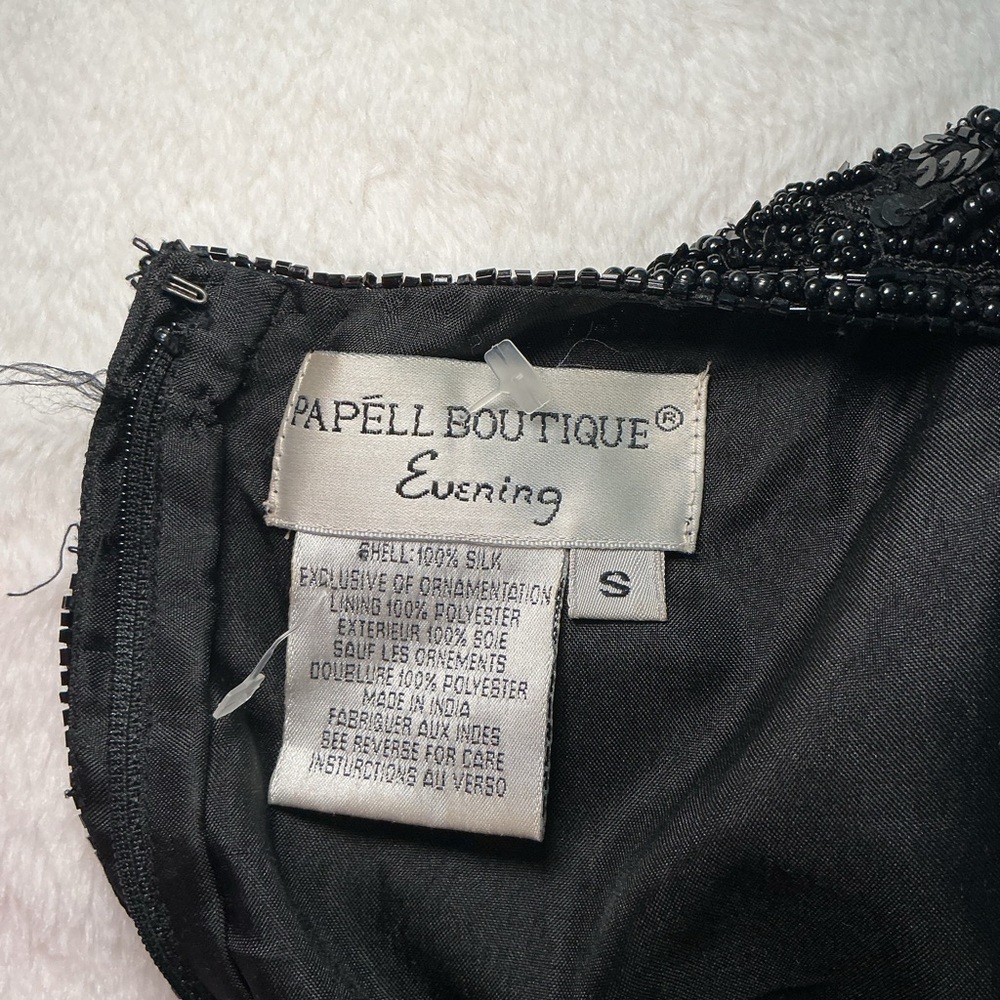 PAPÉLL BOUTIQUE®
Evening
SHELL: 100% SILK
EXCLUSIVE OF ORNAMENTATION
LINING 100% POLYESTER
EXTERIEUR 100% SOIE
SAUF LES ORNEMENTS
DOUBLURE 100% POLYESTER
MADE IN INDIA
FABRIQUER AUX INDES
SEE REVERSE FOR CARE
INSTURCTIONS AU VERSO
S